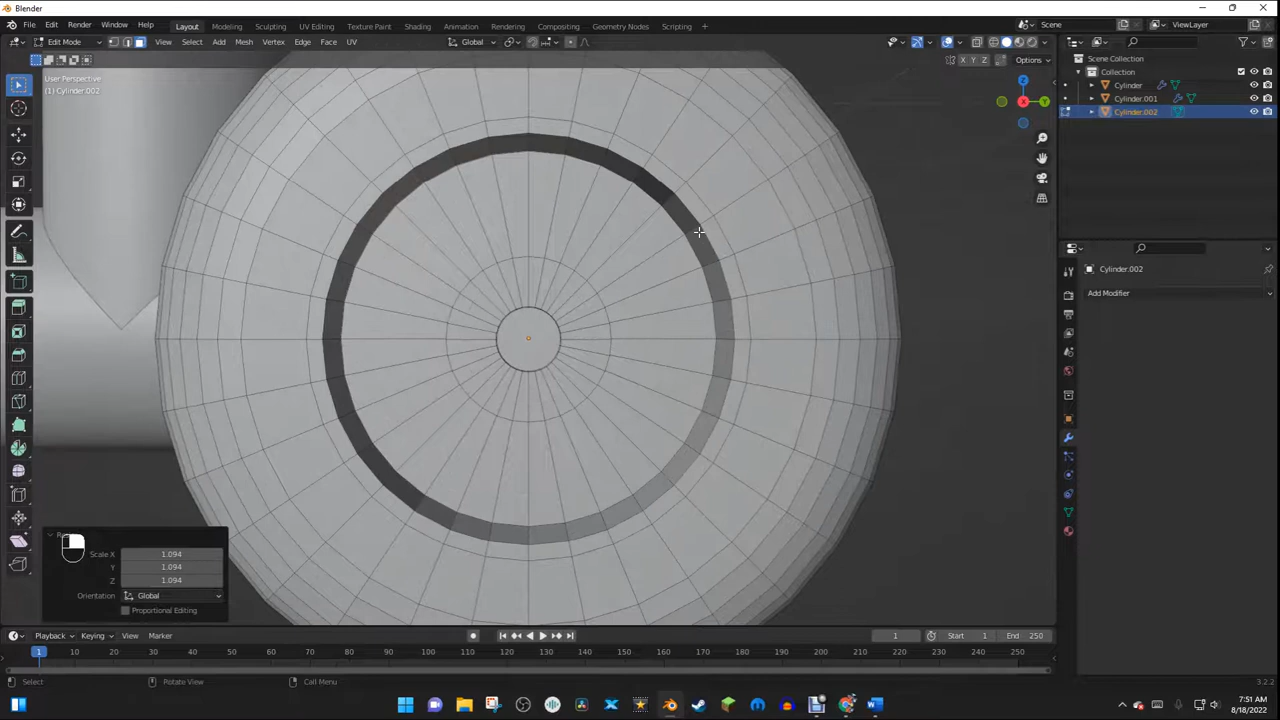 Blender
File Edit Render Window Help Layout Modeling Sculpting UV Editing Texture Paint Shading Animation Rendering Compositing Geometry Nodes Scripting + Scene ViewLayer
Edit Mode View Select Add Mesh Vertex Edge Face UV Global
X Y Z Options
User Perspective
(1) Cylinder.002
Scene Collection
Collection
Cylinder
Cylinder.001
Cylinder.002
Z
X Y
Cylinder.002
Add Modifier
Scale X 1.094
Y 1.094
Z 1.094
Orientation Global
Proportional Editing
Playback Keying View Marker 1 Start 1 End 250
1 10 20 30 40 50 60 70 80 90 100 110 120 130 140 150 160 170 180 190 200 210 220 230 240 250
Select Rotate View Call Menu 3.2.2
7:51 AM
8/18/2022